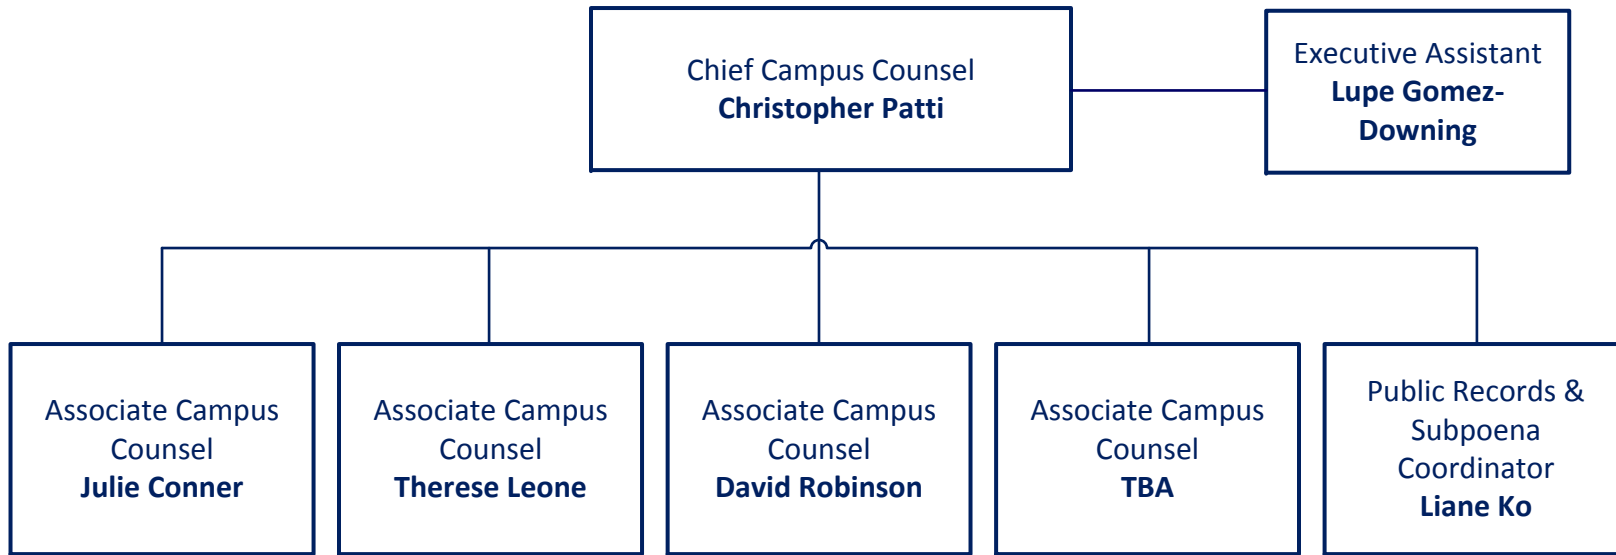 Chief Campus Counsel
Christopher Patti
Executive Assistant
Lupe Gomez-
Downing
Associate Campus
Counsel
Julie Conner
Associate Campus
Counsel
Therese Leone
Associate Campus
Counsel
David Robinson
Associate Campus
Counsel
TBA
Public Records &
Subpoena
Coordinator
Liane Ko